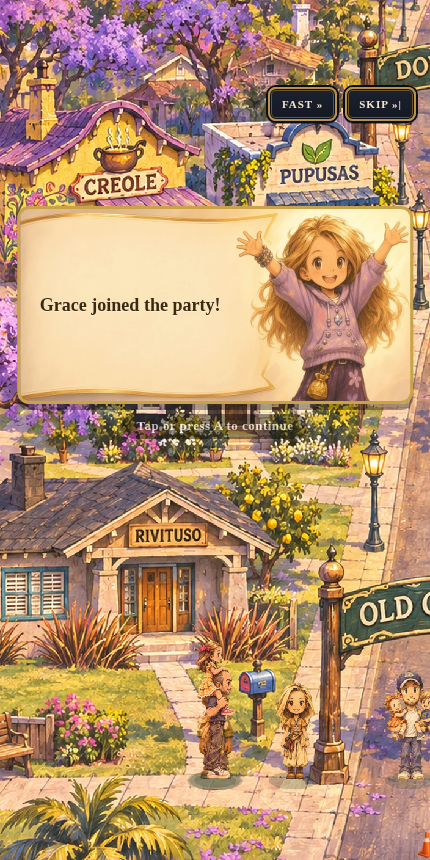 DO
FAST »
SKIP »|
CREOLE
PUPUSAS
Grace joined the party!
Tap or press A to continue
RIVITUSO
OLD